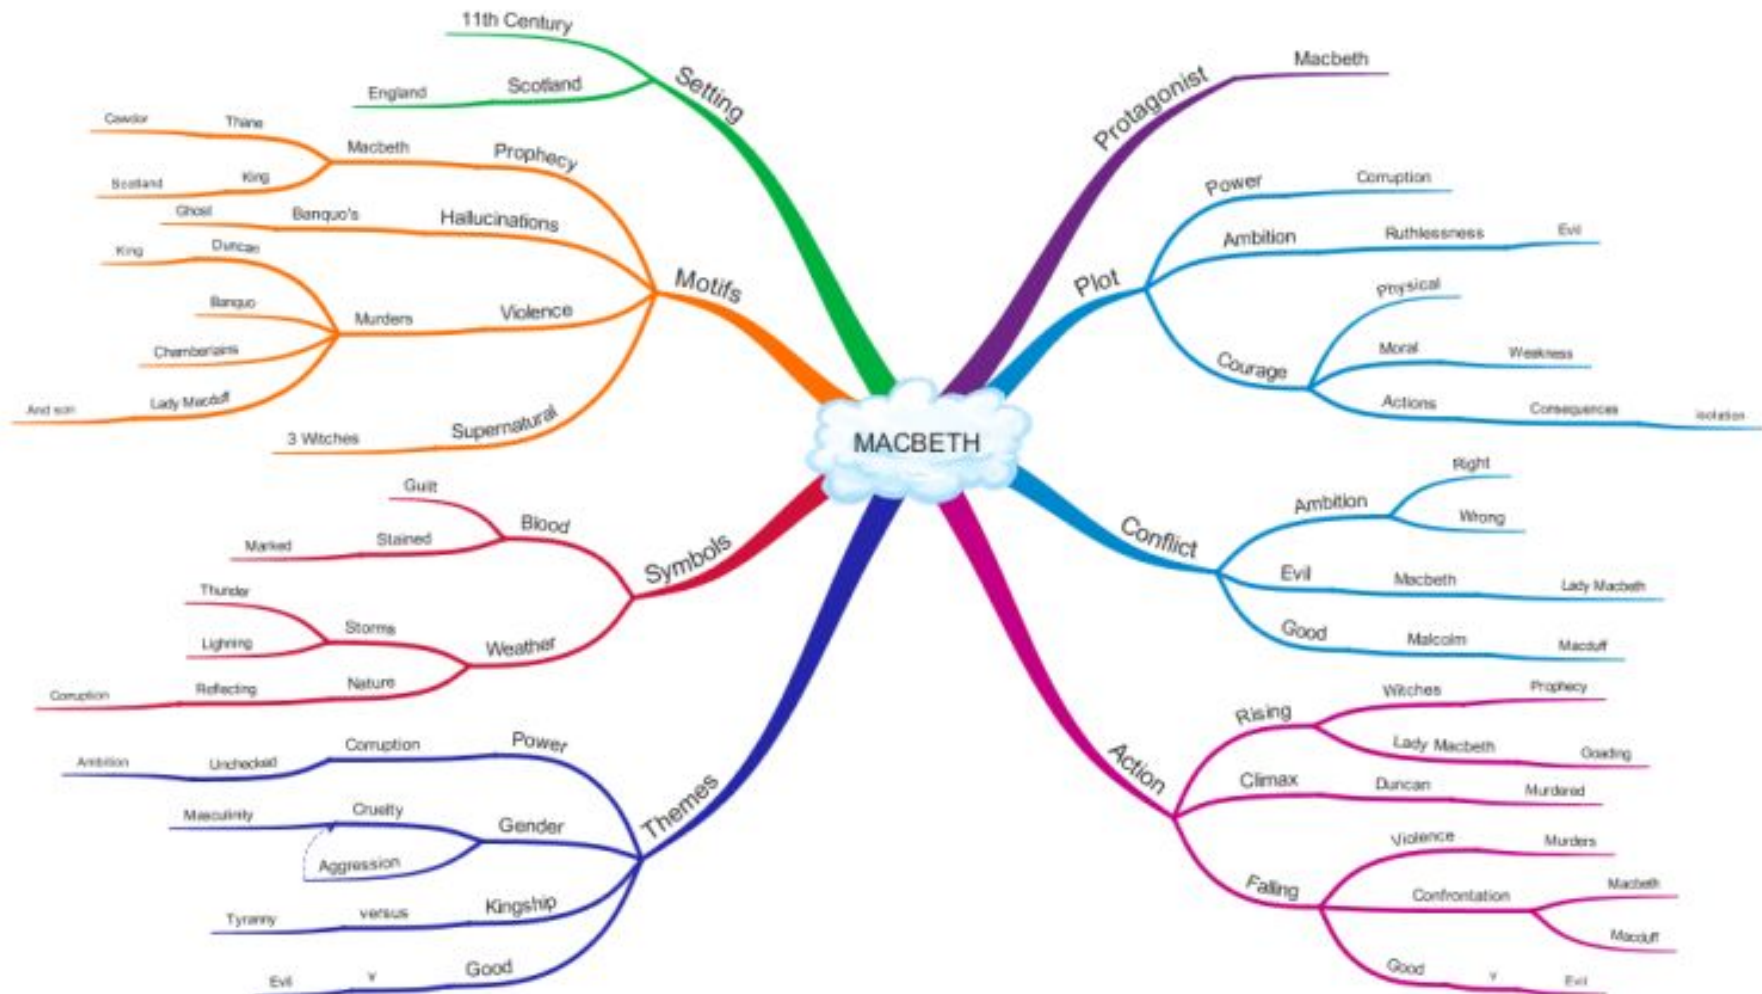 MACBETH
Setting
11th Century
Scotland
England
Motifs
Prophecy
Macbeth
Thane
Cawdor
King
Scotland
Hallucinations
Banquo's
Ghost
Violence
Murders
Duncan
King
Banquo
Chamberlains
Lady Macduff
And son
Supernatural
3 Witches
Symbols
Blood
Guilt
Stained
Marked
Weather
Storms
Thunder
Lighning
Nature
Reflecting
Corruption
Themes
Power
Corruption
Unchecked
Ambition
Gender
Cruelty
Masculinity
Aggression
Kingship
versus
Tyranny
Good
v
Evil
Protagonist
Macbeth
Plot
Power
Corruption
Ambition
Ruthlessness
Evil
Courage
Physical
Moral
Weakness
Actions
Consequences
isolation
Conflict
Ambition
Right
Wrong
Evil
Macbeth
Lady Macbeth
Good
Malcolm
Macduff
Action
Rising
Witches
Prophecy
Lady Macbeth
Goading
Climax
Duncan
Murdered
Falling
Violence
Murders
Confrontation
Macbeth
Macduff
Good
v
Evil